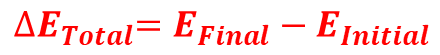 ΔE_Total = E_Final − E_Initial